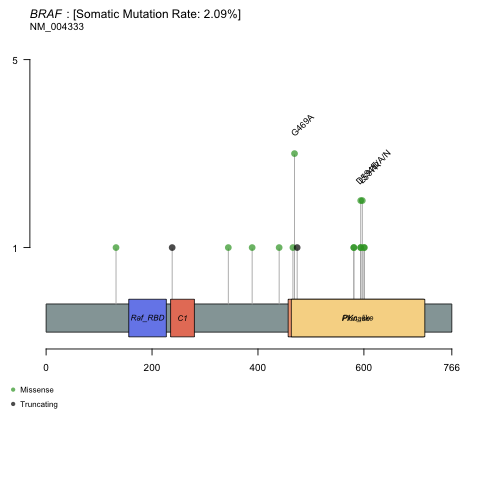 BRAF : [Somatic Mutation Rate: 2.09%]
NM_004333
5
G469A
1
Raf_RBD
C1
0
200
400
600
766
Missense
Truncating